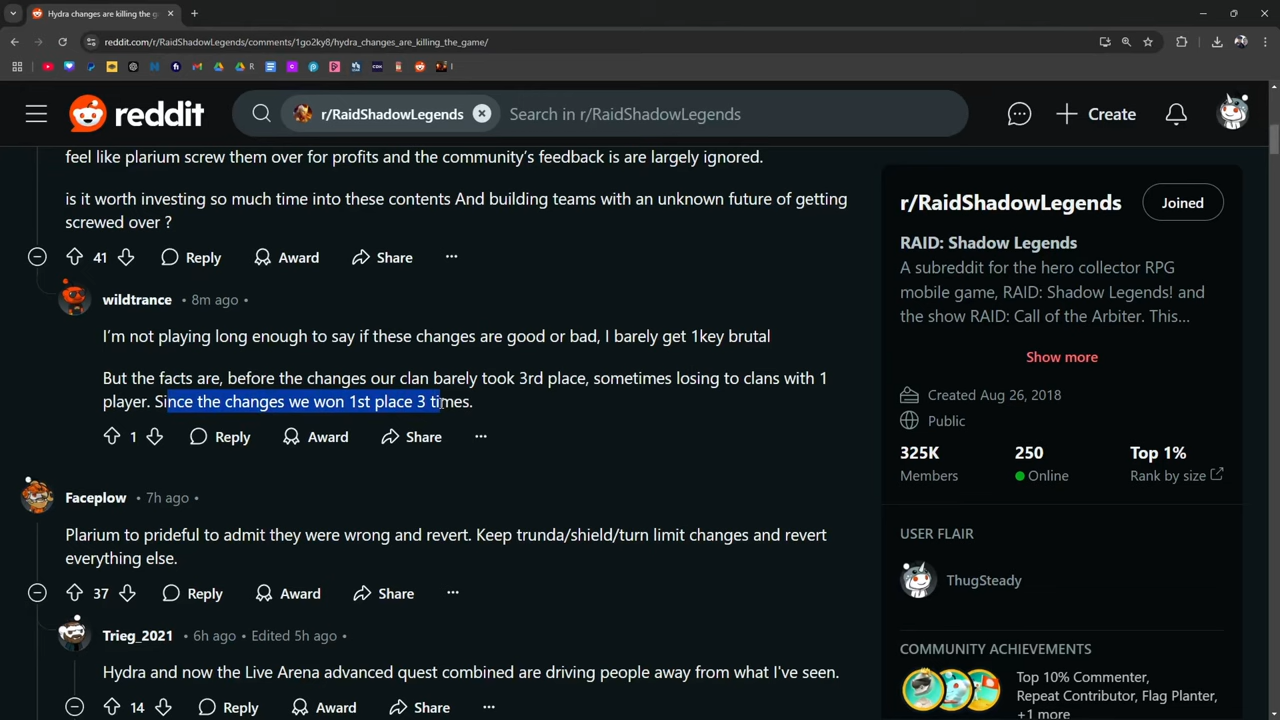 Hydra changes are killing the g
reddit.com/r/RaidShadowLegends/comments/1go2ky8/hydra_changes_are_killing_the_game/
reddit
r/RaidShadowLegends
Search in r/RaidShadowLegends
Create
feel like plarium screw them over for profits and the community’s feedback is are largely ignored.
is it worth investing so much time into these contents And building teams with an unknown future of getting
screwed over ?
41 Reply Award Share
wildtrance • 8m ago •
I’m not playing long enough to say if these changes are good or bad, I barely get 1key brutal
But the facts are, before the changes our clan barely took 3rd place, sometimes losing to clans with 1
player. Since the changes we won 1st place 3 times.
1 Reply Award Share
Faceplow • 7h ago •
Plarium to prideful to admit they were wrong and revert. Keep trunda/shield/turn limit changes and revert
everything else.
37 Reply Award Share
Trieg_2021 • 6h ago • Edited 5h ago •
Hydra and now the Live Arena advanced quest combined are driving people away from what I've seen.
14 Reply Award Share
r/RaidShadowLegends
Joined
RAID: Shadow Legends
A subreddit for the hero collector RPG
mobile game, RAID: Shadow Legends! and
the show RAID: Call of the Arbiter. This...
Show more
Created Aug 26, 2018
Public
325K 250 Top 1%
Members Online Rank by size
USER FLAIR
ThugSteady
COMMUNITY ACHIEVEMENTS
Top 10% Commenter,
Repeat Contributor, Flag Planter,
+1 more